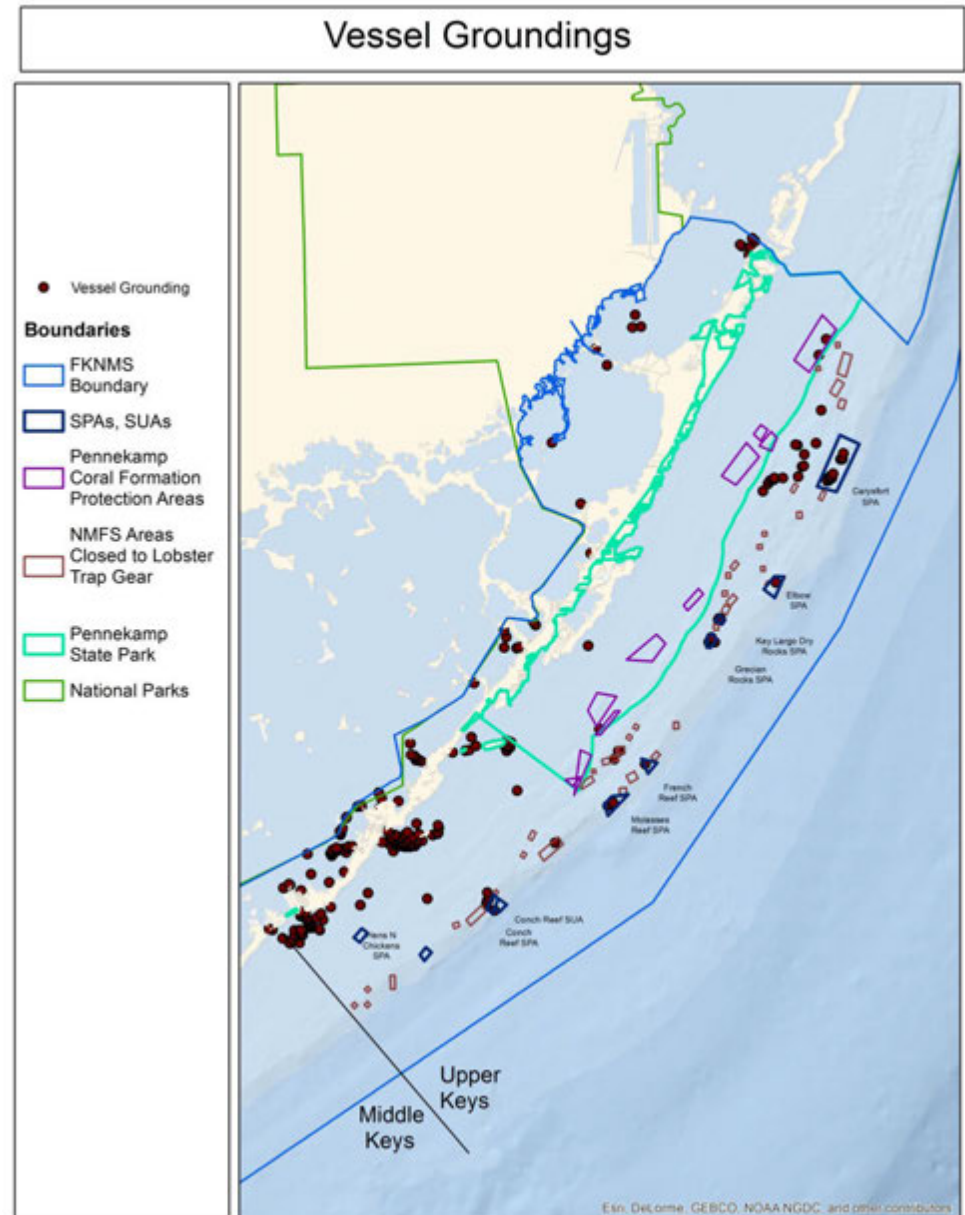 Vessel Groundings
Vessel Grounding
Boundaries
FKNMS
Boundary
SPAs, SUAs
Pennekamp
Coral Formation
Protection Areas
NMFS Areas
Closed to Lobster
Trap Gear
Pennekamp
State Park
National Parks
Carysfort
SPA
Elbow
SPA
Key Largo Dry
Rocks SPA
Grecian
Rocks SPA
French
Reef SPA
Molasses
Reef SPA
Conch Reef SUA
Conch
Reef SPA
Hens N
Chickens
SPA
Upper
Keys
Middle
Keys
Esri, DeLorme, GEBCO, NOAA NGDC, and other contributors